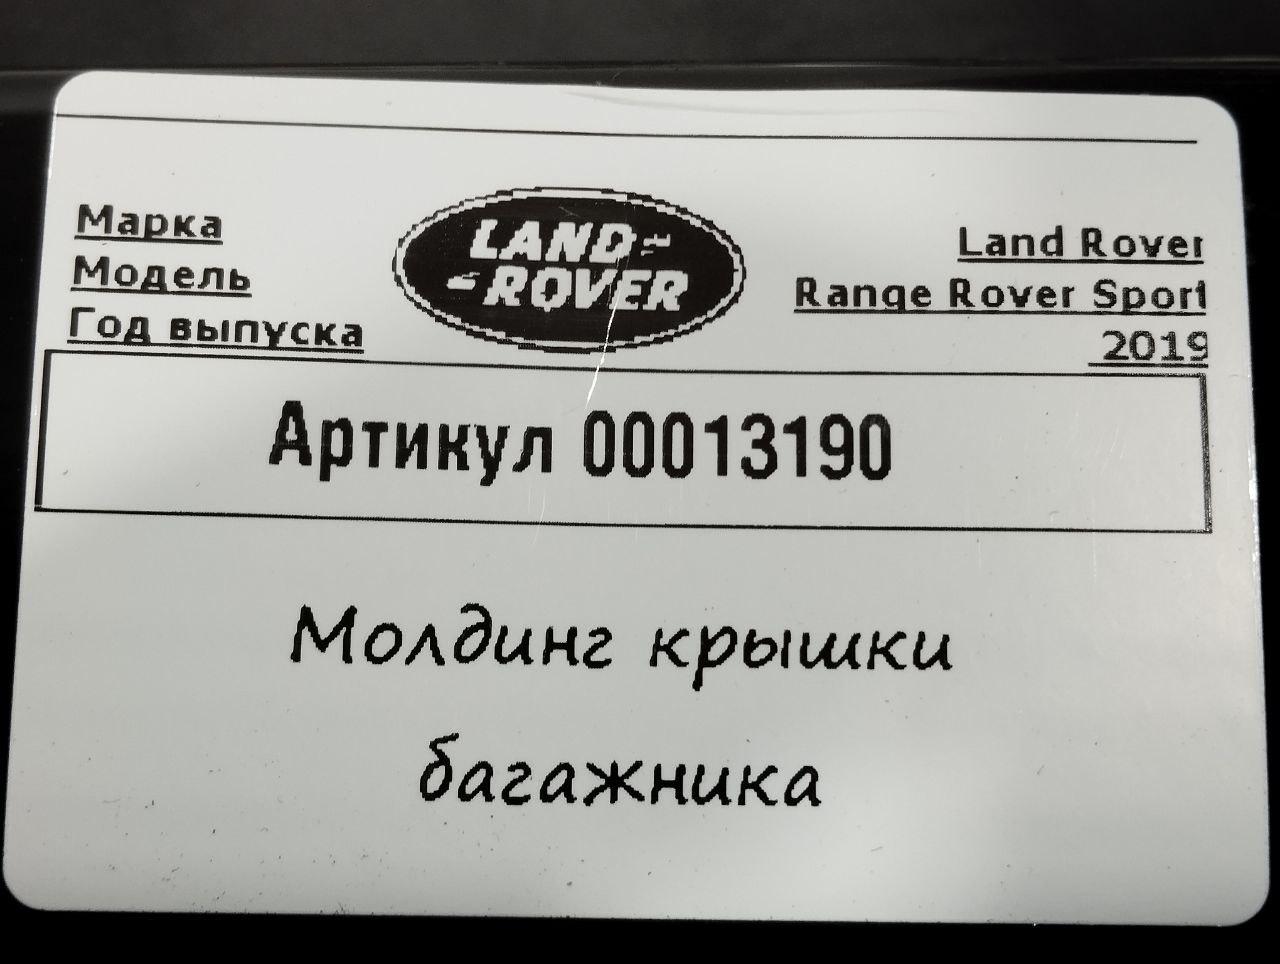 Марка
Модель
Год выпуска
LAND
ROVER
Land Rover
Range Rover Sport
2019
Артикул 00013190
Молдинг крышки
багажника